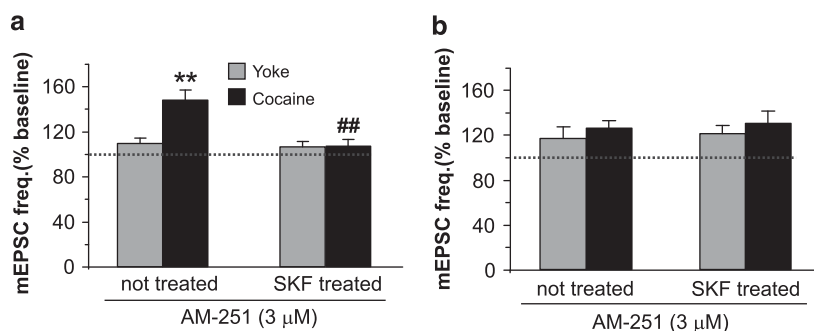 a
mEPSC freq.(% baseline)
160
120
80
40
0
Yoke
Cocaine
**
##
not treated
SKF treated
AM-251 (3 μM)
b
mEPSC freq.(% baseline)
160
120
80
40
0
not treated
SKF treated
AM-251 (3 μM)